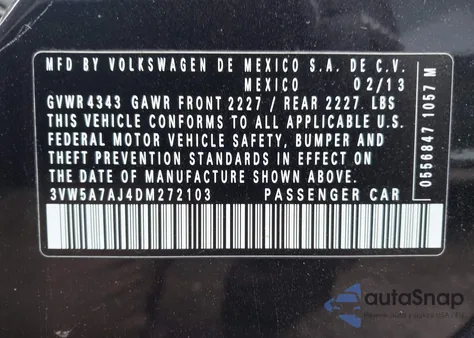 MFD BY VOLKSWAGEN DE MEXICO S.A. DE C.V.
MEXICO 02/13
GVWR 4343 GAWR FRONT 2227 / REAR 2227. LBS
THIS VEHICLE CONFORMS TO ALL APPLICABLE
FEDERAL MOTOR VEHICLE SAFETY, BUMPER AND
THEFT PREVENTION STANDARDS IN EFFECT
ON THE DATE OF MANUFACTURE SHOWN ABOVE.
3VW5A7AJ4DM272103 PASSENGER CAR
0556847 1057 M
autoSnap